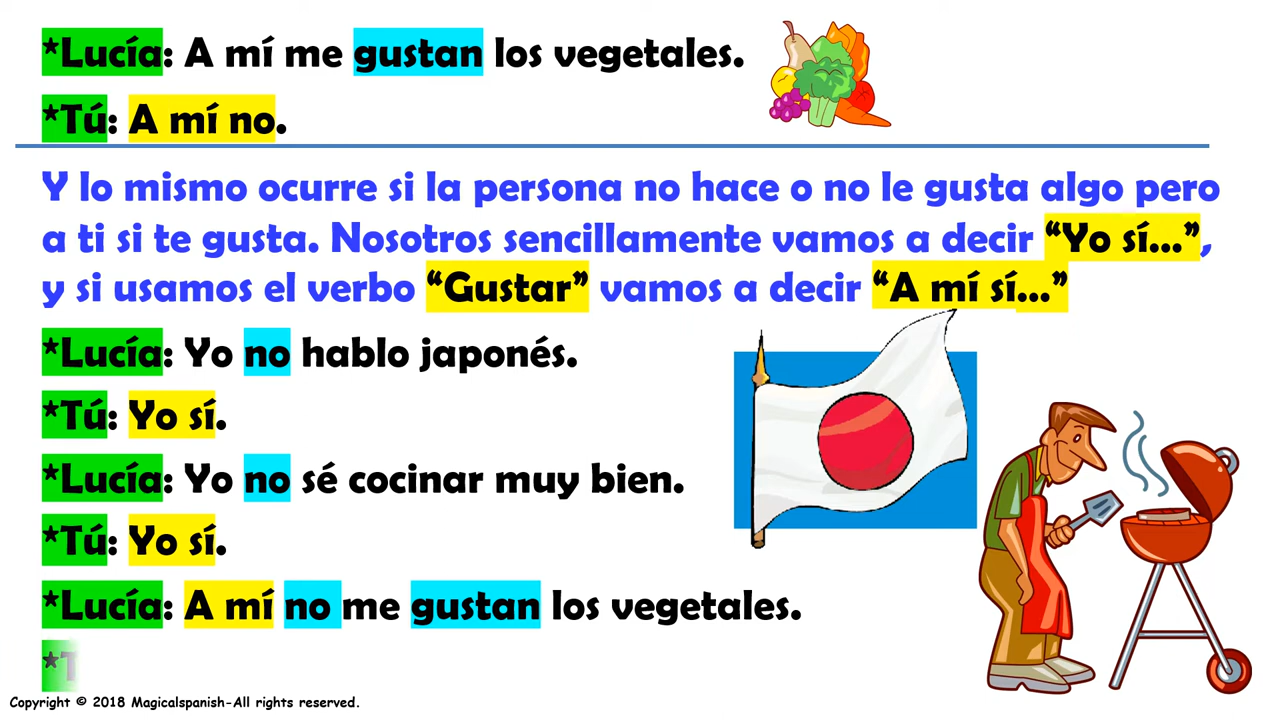 *Lucía: A mí me gustan los vegetales.
*Tú: A mí no.
Y lo mismo ocurre si la persona no hace o no le gusta algo pero
a ti si te gusta. Nosotros sencillamente vamos a decir “Yo sí...”,
y si usamos el verbo “Gustar” vamos a decir “A mí sí...”
*Lucía: Yo no hablo japonés.
*Tú: Yo sí.
*Lucía: Yo no sé cocinar muy bien.
*Tú: Yo sí.
*Lucía: A mí no me gustan los vegetales.
*T
Copyright © 2018 Magicalspanish-All rights reserved.